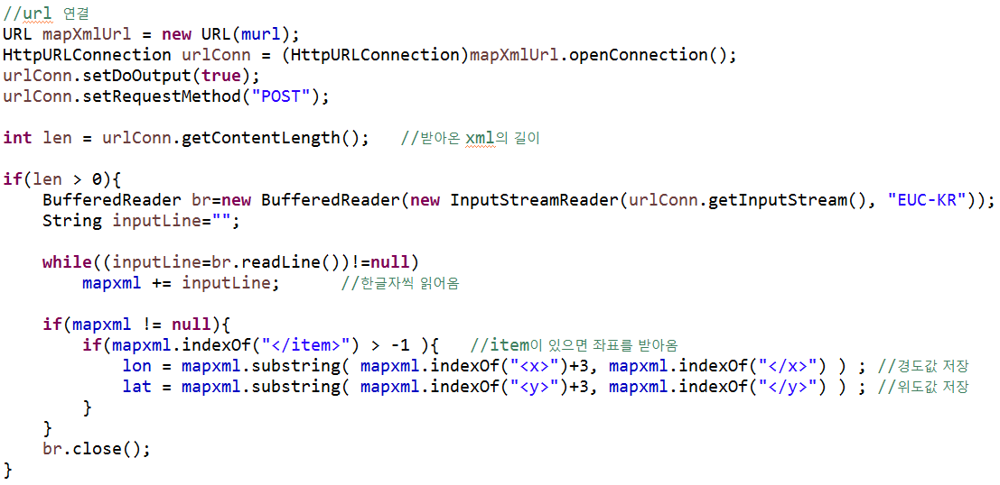 //url 연결
URL mapXmlUrl = new URL(murl);
HttpURLConnection urlConn = (HttpURLConnection)mapXmlUrl.openConnection();
urlConn.setDoOutput(true);
urlConn.setRequestMethod("POST");
int len = urlConn.getContentLength();   //받아온 xml의 길이
if(len > 0){
    BufferedReader br=new BufferedReader(new InputStreamReader(urlConn.getInputStream(), "EUC-KR"));
    String inputLine="";
    while((inputLine=br.readLine())!=null)
        mapxml += inputLine;      //한글자씩 읽어옴
    if(mapxml != null){
        if(mapxml.indexOf("</item>") > -1 ){   //item이 있으면 좌표를 받아옴
            lon = mapxml.substring( mapxml.indexOf("<x>")+3, mapxml.indexOf("</x>") ) ; //경도값 저장
            lat = mapxml.substring( mapxml.indexOf("<y>")+3, mapxml.indexOf("</y>") ) ; //위도값 저장
        }
    }
    br.close();
}